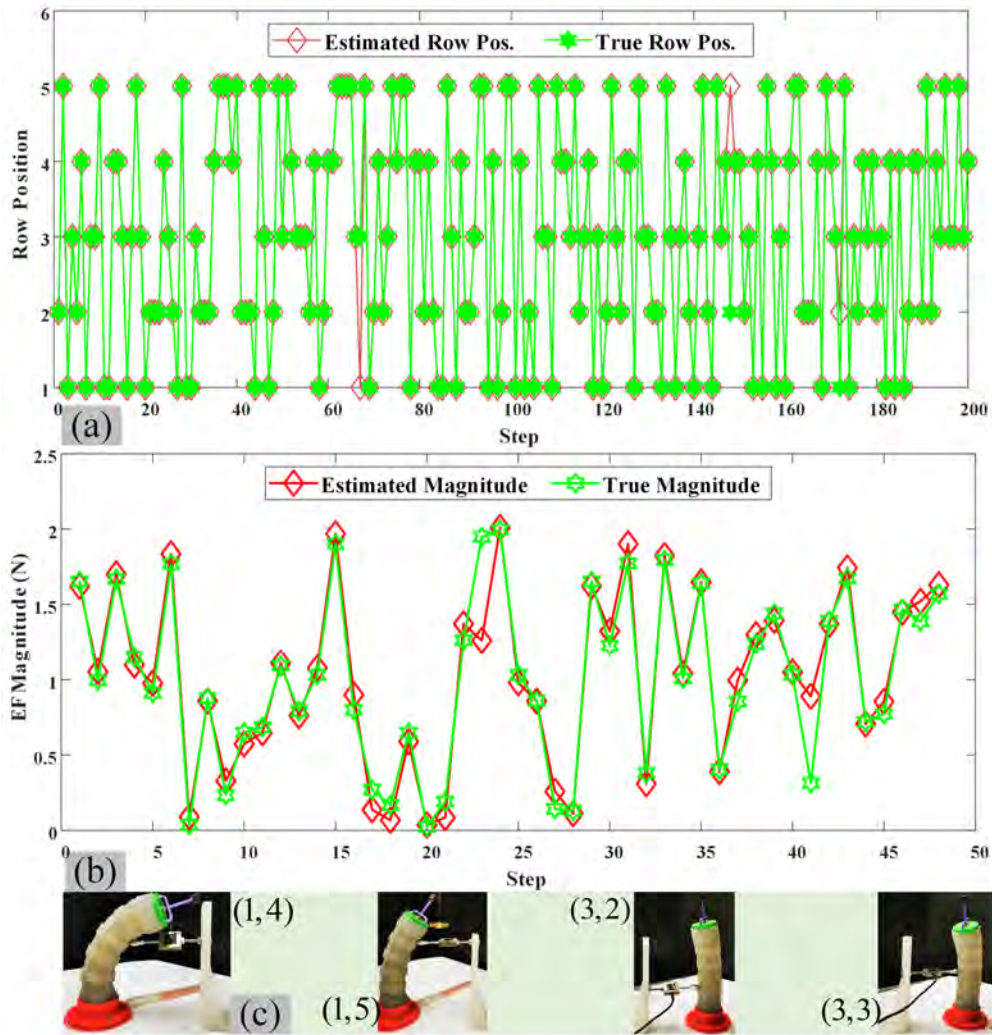 6
Estimated Row Pos. True Row Pos.
5
4
3
2
1
Row Position
0 20 40 60 80 100 120 140 160 180 200
(a)
Step
2.5
Estimated Magnitude True Magnitude
2
1.5
1
0.5
0
EF Magnitude (N)
0 5 10 15 20 25 30 35 40 45 50
(b)
Step
(1,4)
(3,2)
(1,5)
(3,3)
(c)